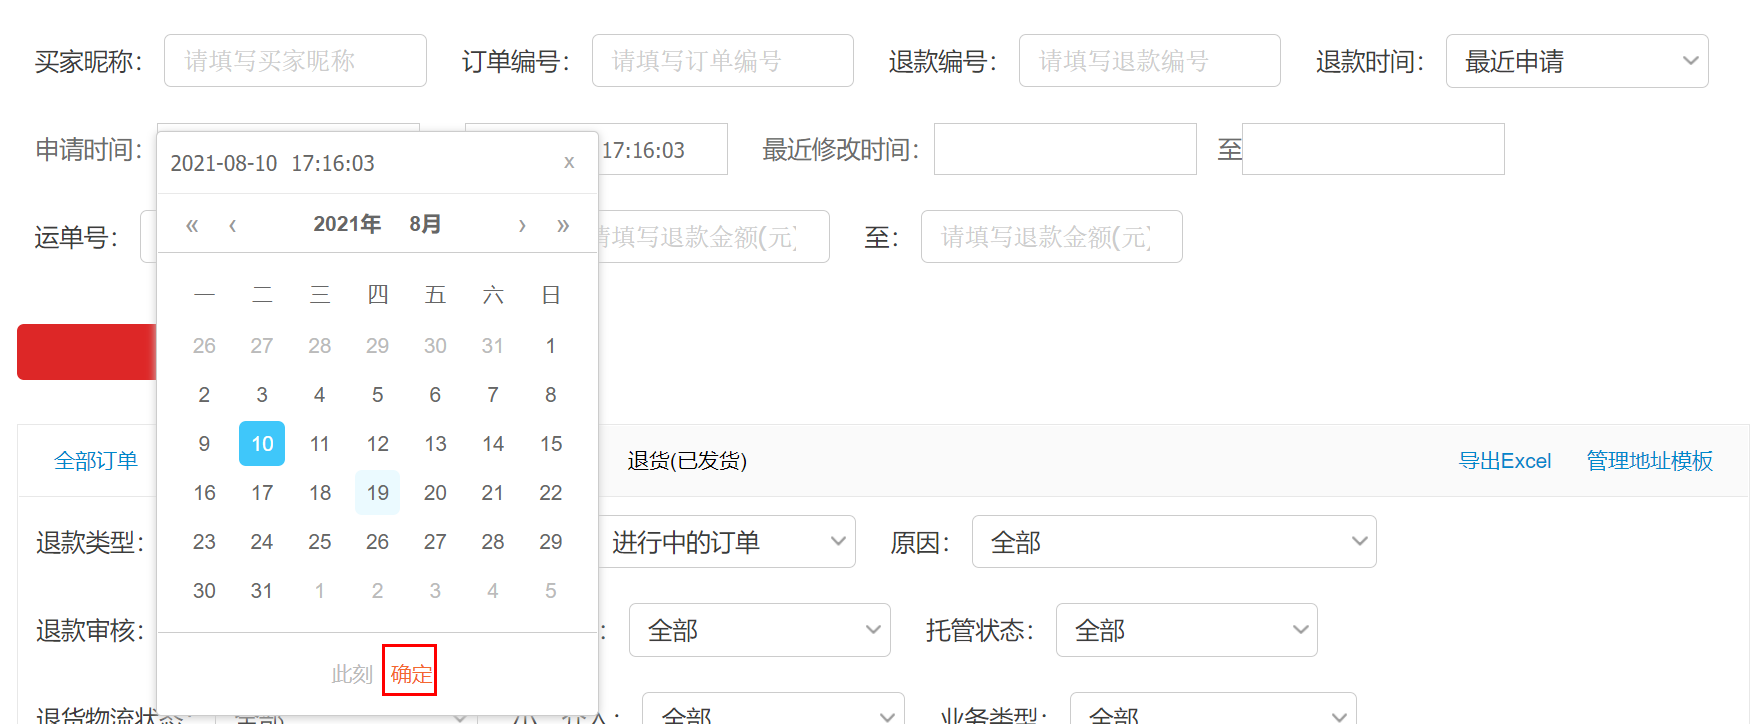 买家昵称： 请填写买家昵称 订单编号： 请填写订单编号 退款编号： 请填写退款编号 退款时间： 最近申请
申请时间： 17:16:03 最近修改时间： 至
2021-08-10 17:16:03 x
运单号： 请填写退款金额(元) 至： 请填写退款金额(元)
« ‹ 2021年 8月 › »
一 二 三 四 五 六 日
26 27 28 29 30 31 1
2 3 4 5 6 7 8
9 10 11 12 13 14 15
全部订单 退货(已发货) 导出Excel 管理地址模板
16 17 18 19 20 21 22
退款类型： 进行中的订单 原因： 全部
23 24 25 26 27 28 29
30 31 1 2 3 4 5
退款审核： ： 全部 托管状态： 全部
此刻 确定
退货物流状态： 全部 介入： 全部 业务类型： 全部